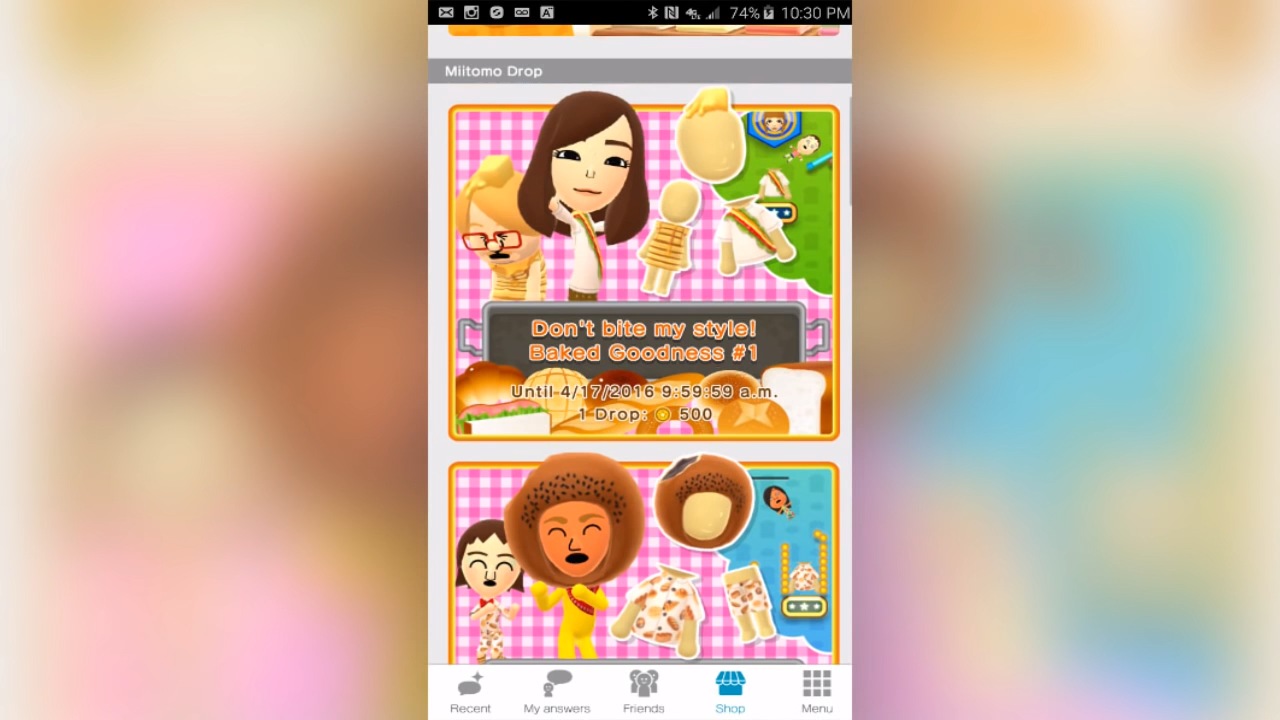 74% 10:30 PM
Miitomo Drop
Don't bite my style!
Baked Goodness #1
Until 4/17/2016 9:59:59 a.m.
1 Drop: 500
Recent My answers Friends Shop Menu